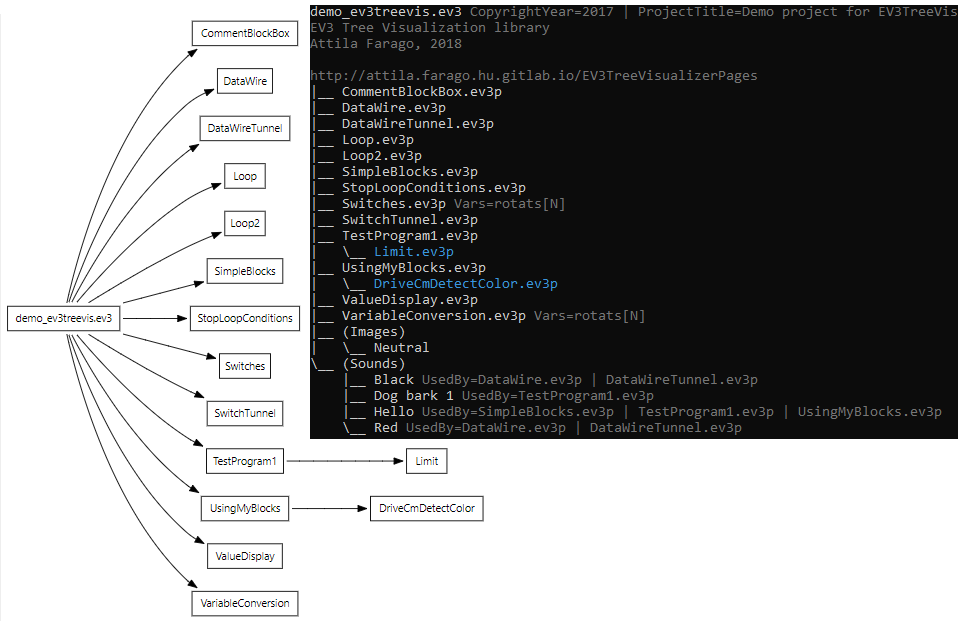 CommentBlockBox
DataWire
DataWireTunnel
Loop
Loop2
SimpleBlocks
demo_ev3treevis.ev3
StopLoopConditions
Switches
SwitchTunnel
TestProgram1
Limit
UsingMyBlocks
DriveCmDetectColor
ValueDisplay
VariableConversion
demo_ev3treevis.ev3 CopyrightYear=2017 | ProjectTitle=Demo project for EV3TreeVis
EV3 Tree Visualization library
Attila Farago, 2018
http://attila.farago.hu.gitlab.io/EV3TreeVisualizerPages
|__ CommentBlockBox.ev3p
|__ DataWire.ev3p
|__ DataWireTunnel.ev3p
|__ Loop.ev3p
|__ Loop2.ev3p
|__ SimpleBlocks.ev3p
|__ StopLoopConditions.ev3p
|__ Switches.ev3p Vars=rotats[N]
|__ SwitchTunnel.ev3p
|__ TestProgram1.ev3p
|   \__ Limit.ev3p
|__ UsingMyBlocks.ev3p
|   \__ DriveCmDetectColor.ev3p
|__ ValueDisplay.ev3p
|__ VariableConversion.ev3p Vars=rotats[N]
|__ (Images)
|   \__ Neutral
\__ (Sounds)
    |__ Black UsedBy=DataWire.ev3p | DataWireTunnel.ev3p
    |__ Dog bark 1 UsedBy=TestProgram1.ev3p
    |__ Hello UsedBy=SimpleBlocks.ev3p | TestProgram1.ev3p | UsingMyBlocks.ev3p
    \__ Red UsedBy=DataWire.ev3p | DataWireTunnel.ev3p